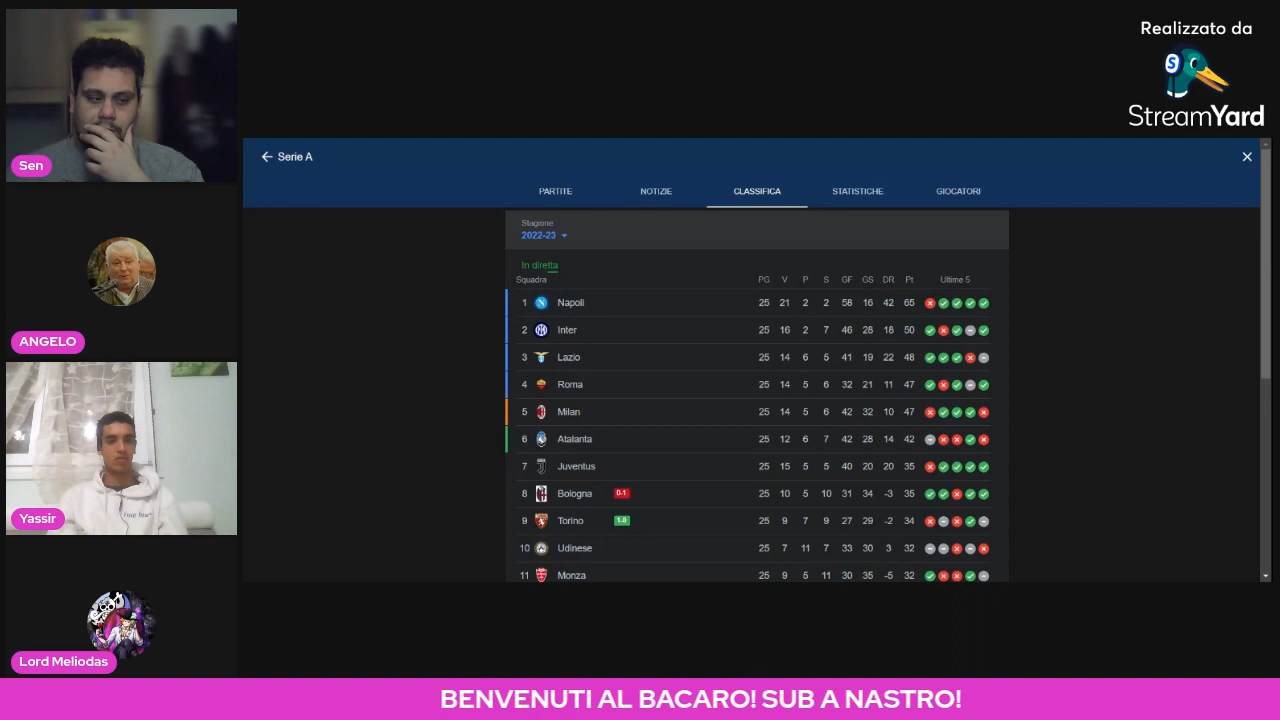 Realizzato da
StreamYard
Sen
ANGELO
Yassir
Lord Meliodas
Serie A
PARTITE NOTIZIE CLASSIFICA STATISTICHE GIOCATORI
Stagione
2022-23
In diretta
Squadra PG V P S GF GS DR Pt Ultime 5
1 Napoli 25 21 2 2 58 16 42 65
2 Inter 25 16 2 7 46 28 18 50
3 Lazio 25 14 6 5 41 19 22 48
4 Roma 25 14 5 6 32 21 11 47
5 Milan 25 14 5 6 42 32 10 47
6 Atalanta 25 12 6 7 42 28 14 42
7 Juventus 25 15 5 5 40 20 20 35
8 Bologna 0-1 25 10 5 10 31 34 -3 35
9 Torino 1-0 25 9 7 9 27 29 -2 34
10 Udinese 25 7 11 7 33 30 3 32
11 Monza 25 9 5 11 30 35 -5 32
BENVENUTI AL BACARO! SUB A NASTRO!